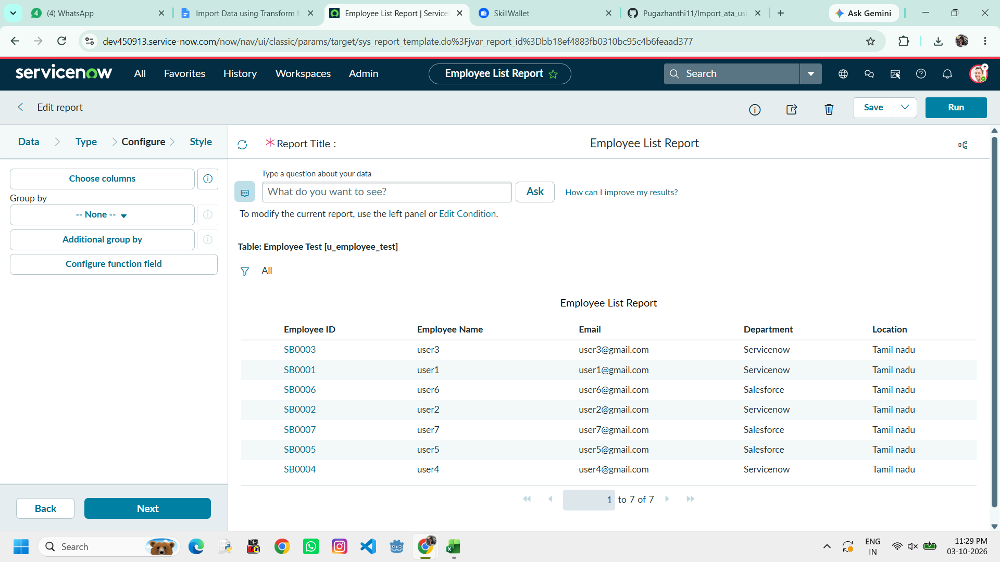 4 (4) WhatsApp
Import Data using Transform
Employee List Report | Service
SkillWallet
Pugazhanthi11/Import_ata_usi
Ask Gemini
dev450913.service-now.com/now/nav/ui/classic/params/target/sys_report_template.do%3Fjvar_report_id%3Dbb18ef4883fb0310bc95c4b6feaad377
servicenow
All
Favorites
History
Workspaces
Admin
Employee List Report
Search
Edit report
Save
Run
Data
Type
Configure
Style
*Report Title :
Employee List Report
Choose columns
Group by
-- None --
Additional group by
Configure function field
Type a question about your data
What do you want to see?
Ask
How can I improve my results?
To modify the current report, use the left panel or Edit Condition.
Table: Employee Test [u_employee_test]
All
Employee List Report
Employee ID Employee Name Email Department Location
SB0003 user3 user3@gmail.com Servicenow Tamil nadu
SB0001 user1 user1@gmail.com Servicenow Tamil nadu
SB0006 user6 user6@gmail.com Salesforce Tamil nadu
SB0002 user2 user2@gmail.com Servicenow Tamil nadu
SB0007 user7 user7@gmail.com Salesforce Tamil nadu
SB0005 user5 user5@gmail.com Salesforce Tamil nadu
SB0004 user4 user4@gmail.com Servicenow Tamil nadu
1 to 7 of 7
Back
Next
Search
ENG
IN
11:29 PM
03-10-2026